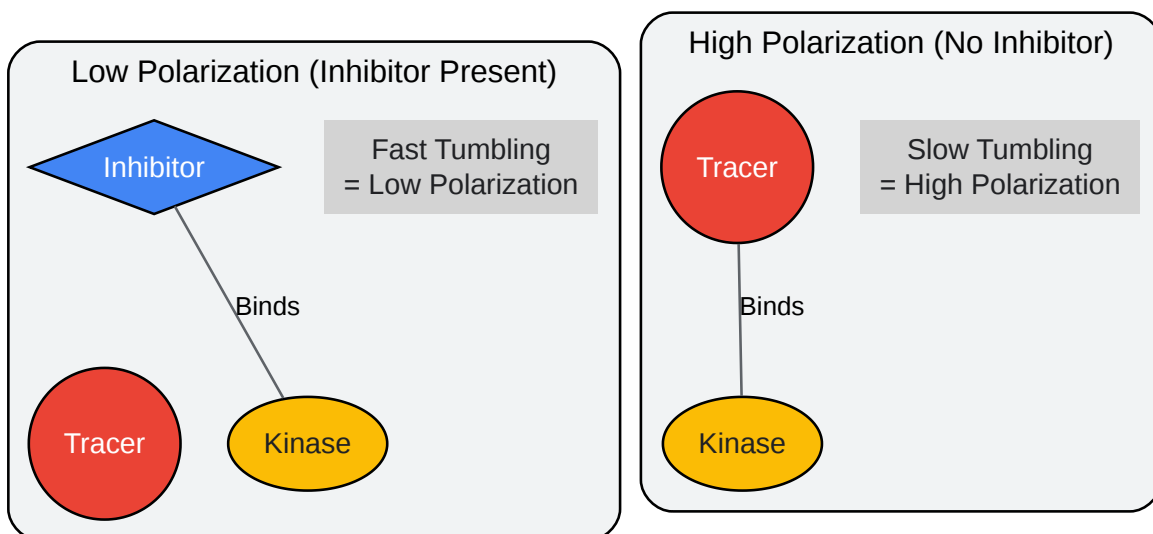 Low Polarization (Inhibitor Present)
Inhibitor
Fast Tumbling
= Low Polarization
Binds
Tracer
Kinase
High Polarization (No Inhibitor)
Tracer
Slow Tumbling
= High Polarization
Binds
Kinase